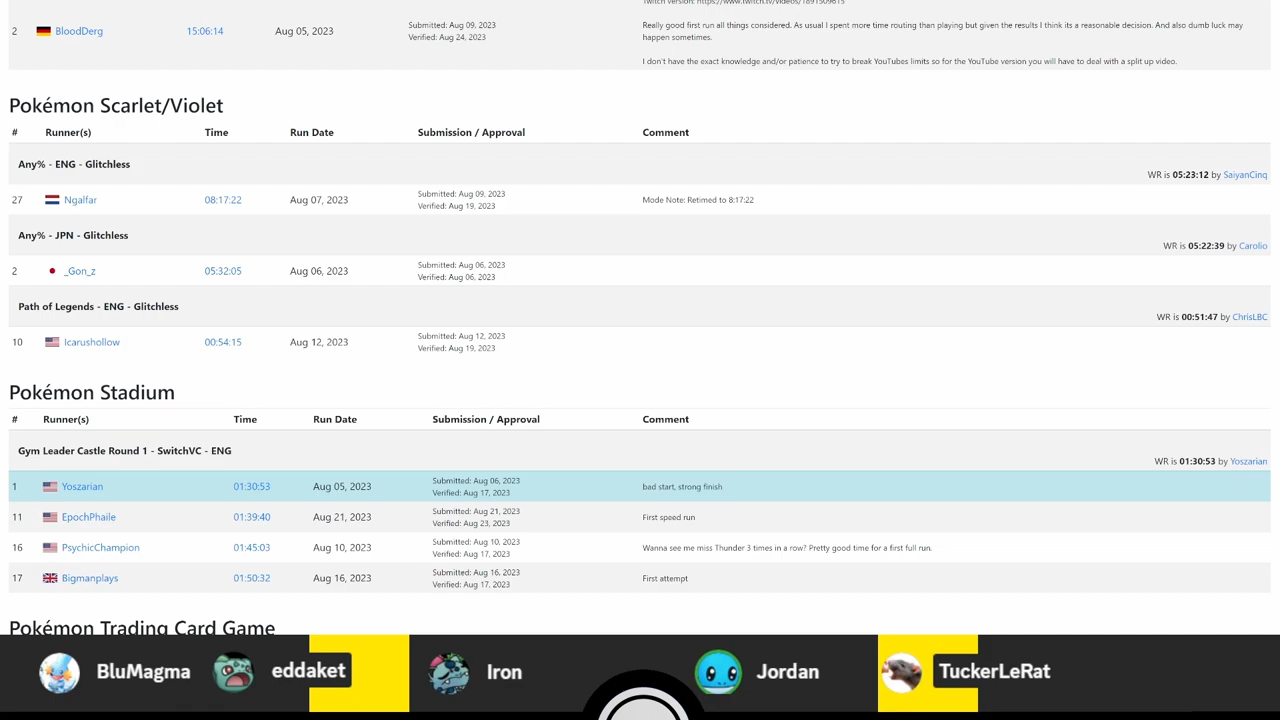 Twitch version: https://www.twitch.tv/videos/1891509615
2 BloodDerg 15:06:14 Aug 05, 2023 Submitted: Aug 09, 2023
Verified: Aug 24, 2023
Really good first run all things considered. As usual I spent more time routing than playing but given the results I think its a reasonable decision. And also dumb luck may
happen sometimes.
I don't have the exact knowledge and/or patience to try to break YouTubes limits so for the YouTube version you will have to deal with a split up video.
Pokémon Scarlet/Violet
# Runner(s) Time Run Date Submission / Approval Comment
Any% - ENG - Glitchless
WR is 05:23:12 by SaiyanCinq
27 Ngalfar 08:17:22 Aug 07, 2023 Submitted: Aug 09, 2023
Verified: Aug 19, 2023
Mode Note: Retimed to 8:17:22
Any% - JPN - Glitchless
WR is 05:22:39 by Carolio
2 _Gon_z 05:32:05 Aug 06, 2023 Submitted: Aug 06, 2023
Verified: Aug 06, 2023
Path of Legends - ENG - Glitchless
WR is 00:51:47 by ChrisLBC
10 Icarushollow 00:54:15 Aug 12, 2023 Submitted: Aug 12, 2023
Verified: Aug 19, 2023
Pokémon Stadium
# Runner(s) Time Run Date Submission / Approval Comment
Gym Leader Castle Round 1 - SwitchVC - ENG
WR is 01:30:53 by Yoszarian
1 Yoszarian 01:30:53 Aug 05, 2023 Submitted: Aug 06, 2023
Verified: Aug 17, 2023
bad start, strong finish
11 EpochPhaile 01:39:40 Aug 21, 2023 Submitted: Aug 21, 2023
Verified: Aug 23, 2023
First speed run
16 PsychicChampion 01:45:03 Aug 10, 2023 Submitted: Aug 10, 2023
Verified: Aug 17, 2023
Wanna see me miss Thunder 3 times in a row? Pretty good time for a first full run.
17 Bigmanplays 01:50:32 Aug 16, 2023 Submitted: Aug 16, 2023
Verified: Aug 17, 2023
First attempt
Pokémon Trading Card Game
BluMagma eddaket Iron Jordan TuckerLeRat